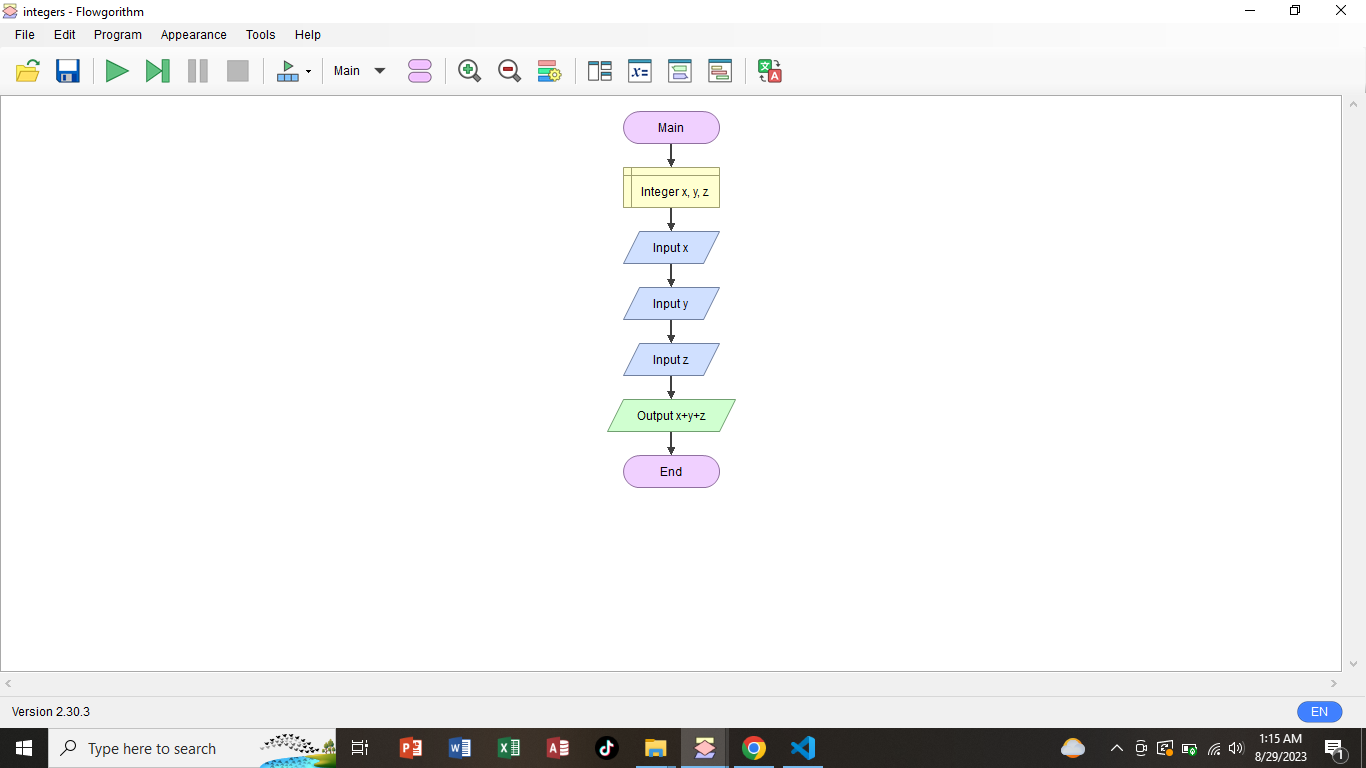 integers - Flowgorithm
File Edit Program Appearance Tools Help
Main
x=
Main
Integer x, y, z
Input x
Input y
Input z
Output x+y+z
End
Version 2.30.3
EN
Type here to search
1:15 AM
8/29/2023
1